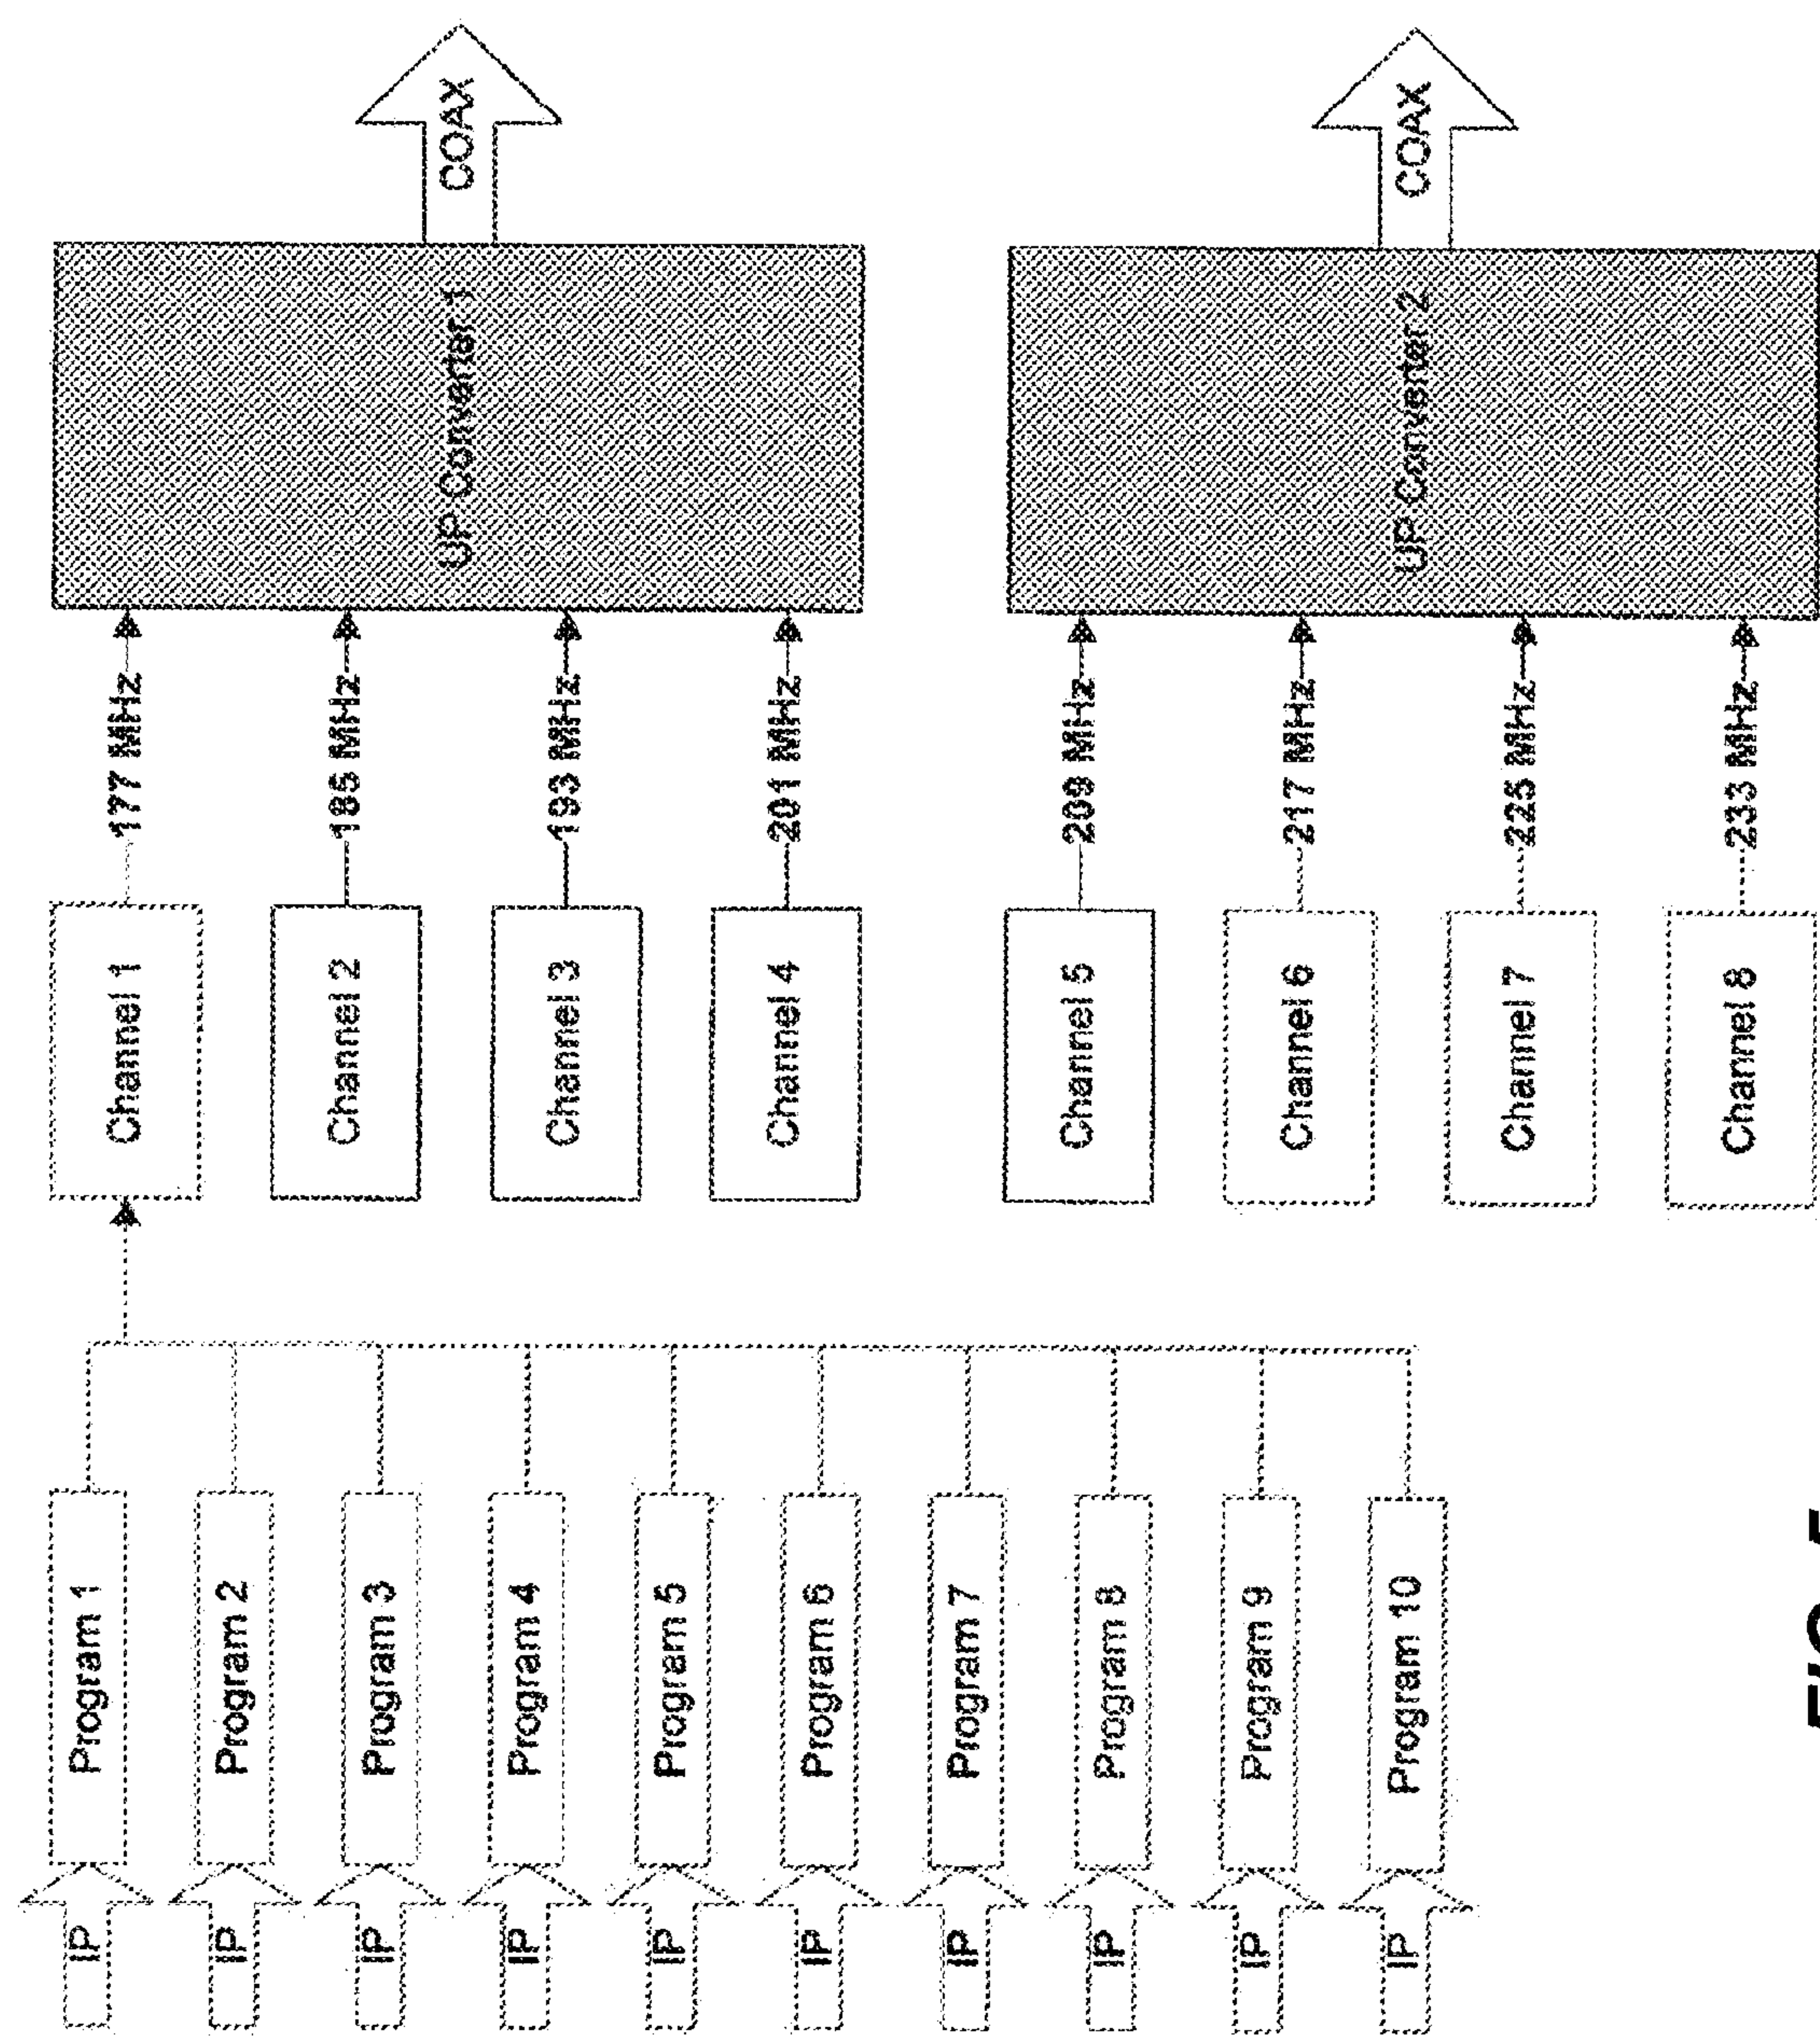 IP
Program 1
IP
Program 2
IP
Program 3
IP
Program 4
IP
Program 5
IP
Program 6
IP
Program 7
IP
Program 8
IP
Program 9
IP
Program 10
Channel 1
177 MHz
Channel 2
185 MHz
Channel 3
193 MHz
Channel 4
201 MHz
UP Converter 1
COAX
Channel 5
209 MHz
Channel 6
217 MHz
Channel 7
225 MHz
Channel 8
233 MHz
UP Converter 2
COAX